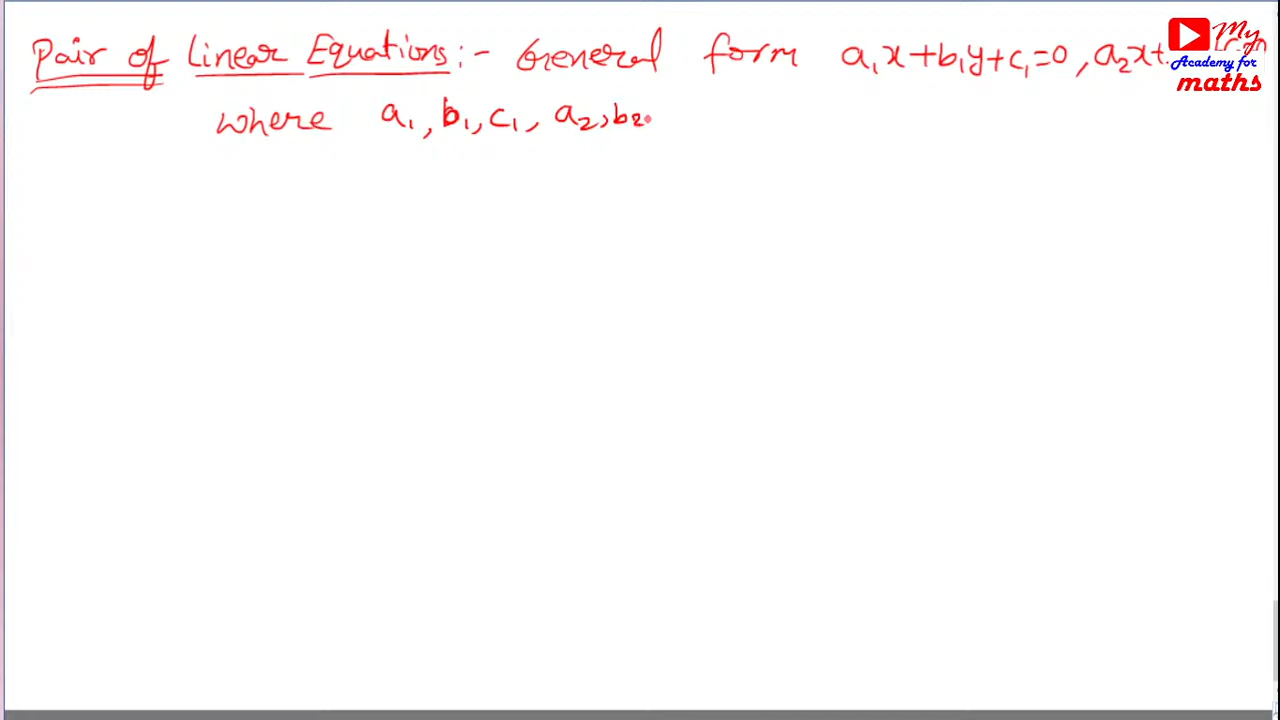 Pair of Linear Equations :- General form a₁x+b₁y+c₁=0, a₂x+
where a₁, b₁, c₁, a₂, b₂
My
Academy for
maths